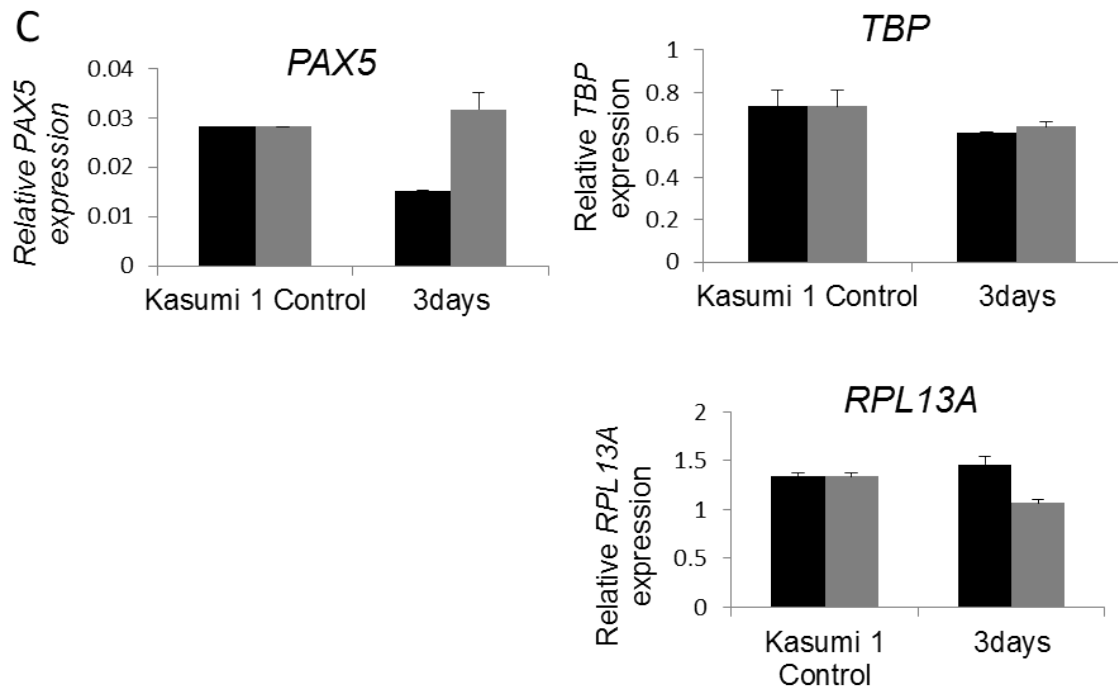 C
PAX5
Relative PAX5
expression
0.04
0.03
0.02
0.01
0
Kasumi 1 Control
3days
TBP
Relative TBP
expression
1
0.8
0.6
0.4
0.2
0
Kasumi 1 Control
3days
RPL13A
Relative RPL13A
expression
2
1.5
1
0.5
0
Kasumi 1
Control
3days